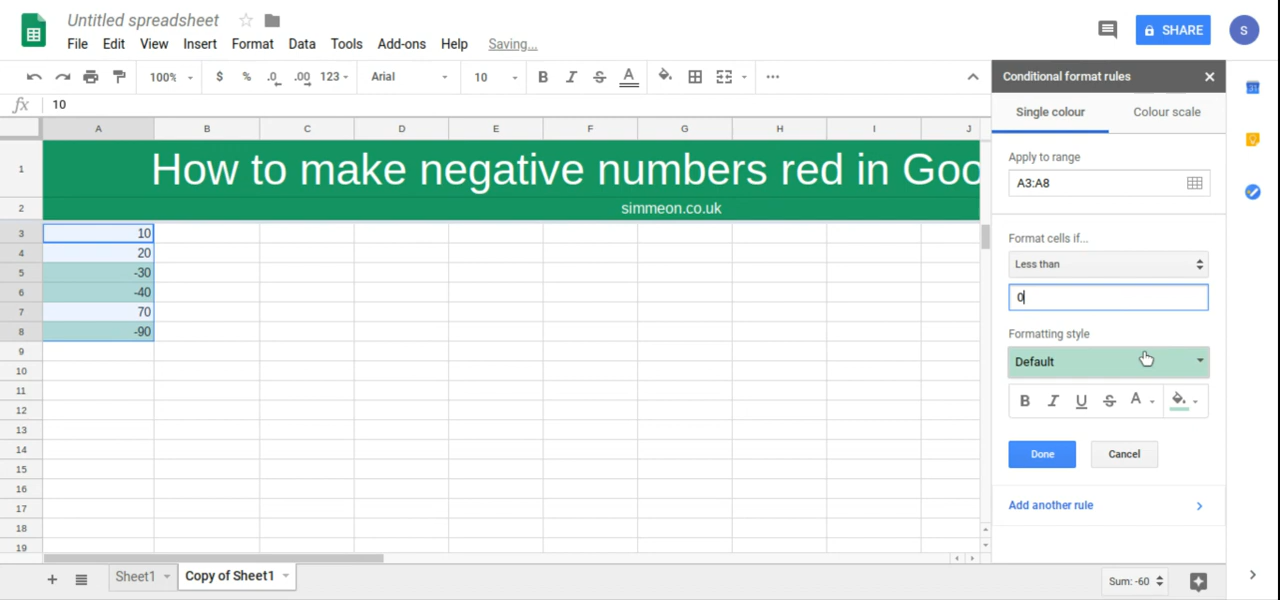 Untitled spreadsheet
File Edit View Insert Format Data Tools Add-ons Help Saving...
SHARE
S
100% $ % .0 .00 123 Arial 10 B I S A
Conditional format rules
fx 10
Single colour Colour scale
A B C D E F G H I J
Apply to range
A3:A8
1 How to make negative numbers red in Goo
2 simmeon.co.uk
3 10
4 20
5 -30
6 -40
7 70
8 -90
9
10
11
12
13
14
15
16
17
18
19
Format cells if...
Less than
0
Formatting style
Default
B I U S A
Done Cancel
Add another rule
Sheet1 Copy of Sheet1
Sum: -60